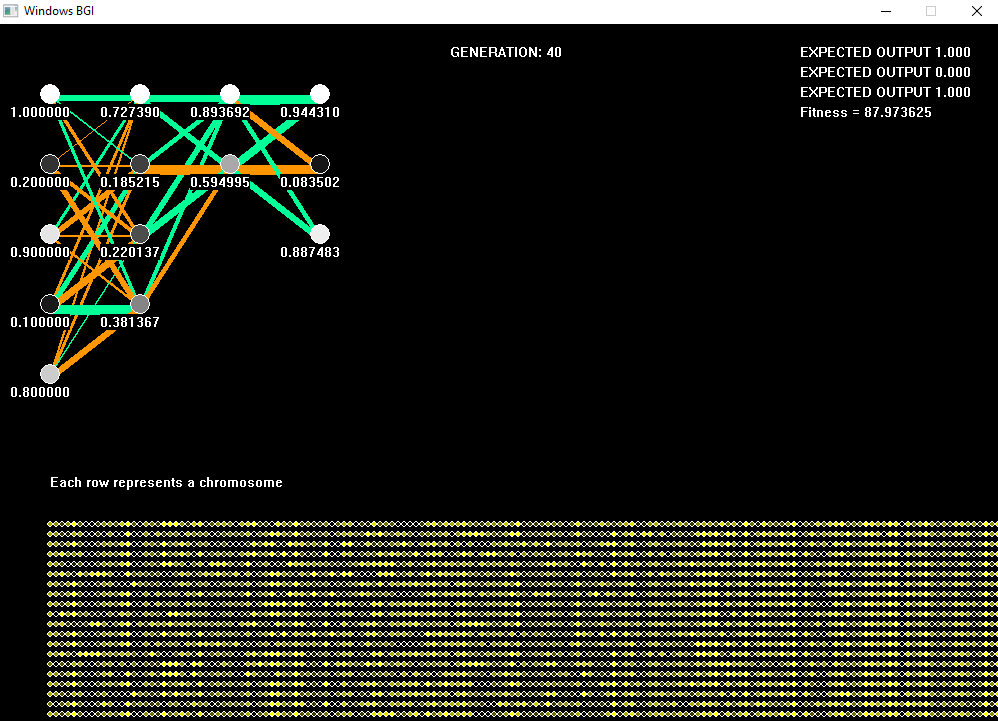 Windows BGI
GENERATION: 40
EXPECTED OUTPUT 1.000
EXPECTED OUTPUT 0.000
EXPECTED OUTPUT 1.000
Fitness = 87.973625
1.000000 0.727390 0.893692 0.944310
0.200000 0.185215 0.594995 0.083502
0.900000 0.220137 0.887483
0.100000 0.381367
0.800000
Each row represents a chromosome